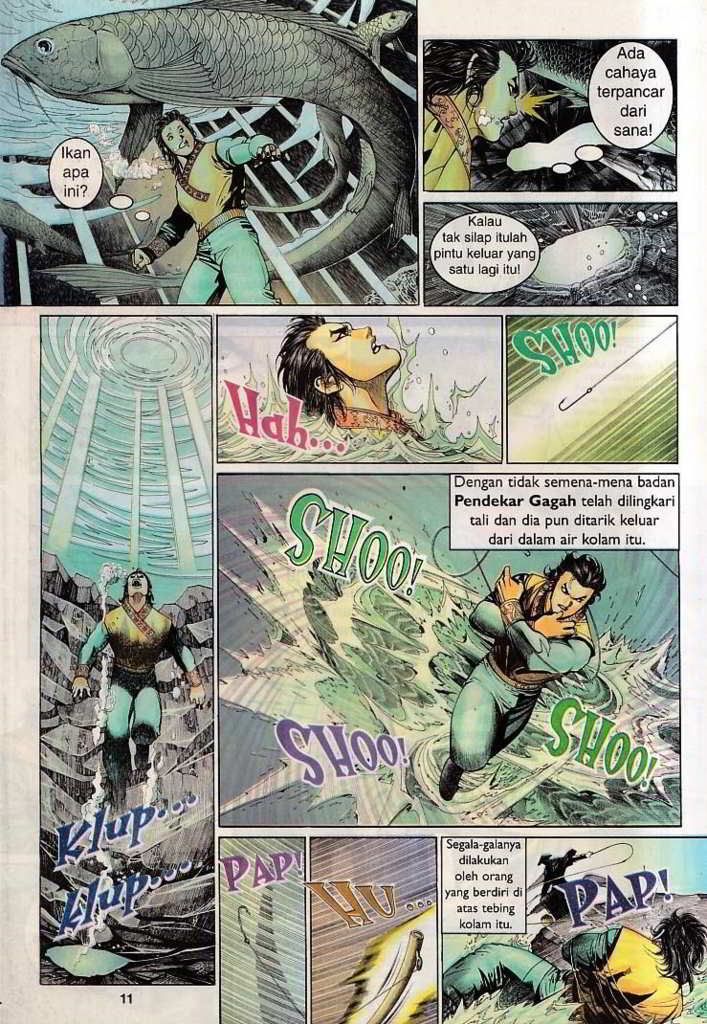 Ikan
apa
ini?
Ada
cahaya
terpancar
dari
sana!
Kalau
tak silap itulah
pintu keluar yang
satu lagi itu!
Klup...
Klup...
Hah...
SHOO!
Dengan tidak semena-mena badan
Pendekar Gagah telah dilingkari
tali dan dia pun ditarik keluar
dari dalam air kolam itu.
SHOO!
SHOO!
SHOO!
PAP!
HU...
Segala-galanya
dilakukan
oleh orang
yang berdiri di
atas tebing
kolam itu.
PAP!
11